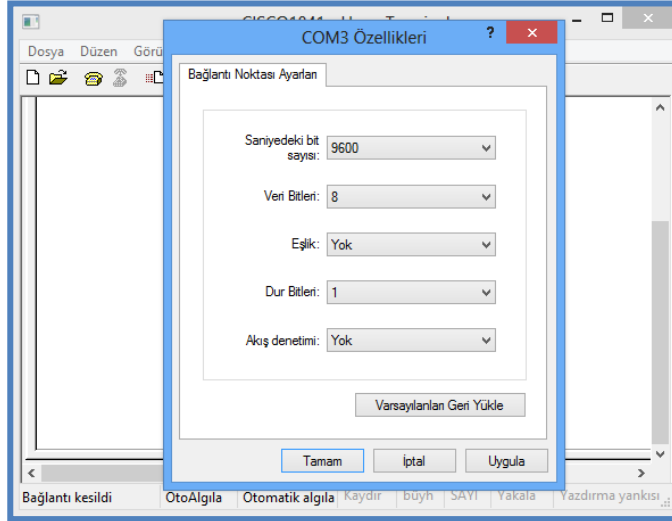 COM3 Özellikleri
?
Dosya Düzen
Bağlantı Noktası Ayarları
Saniyedeki bit
sayısı: 9600
Veri Bitleri: 8
Eşlik: Yok
Dur Bitleri: 1
Akış denetimi: Yok
Varsayılanları Geri Yükle
Tamam İptal Uygula
Bağlantı kesildi OtoAlgıla Otomatik algıla Kaydır büyh SAYI Yakala Yazdırma yankısı